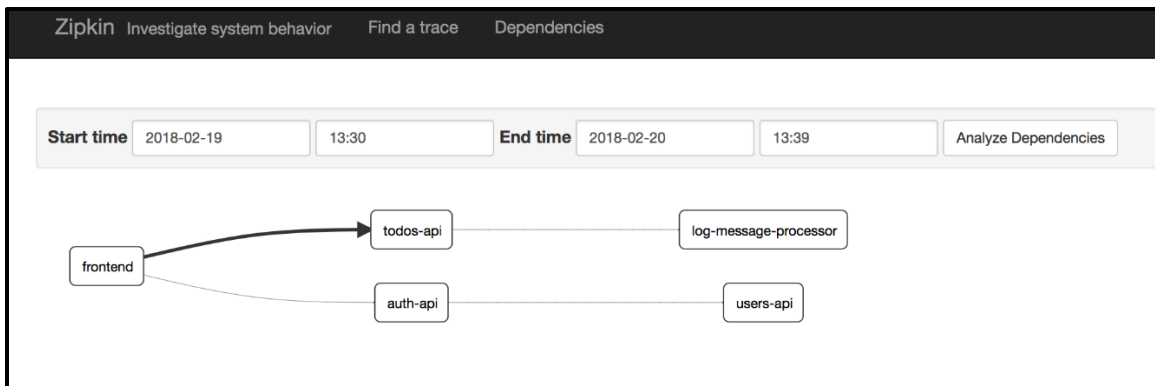 Zipkin Investigate system behavior Find a trace Dependencies
Start time 2018-02-19 13:30 End time 2018-02-20 13:39 Analyze Dependencies
todos-api log-message-processor
frontend
auth-api users-api